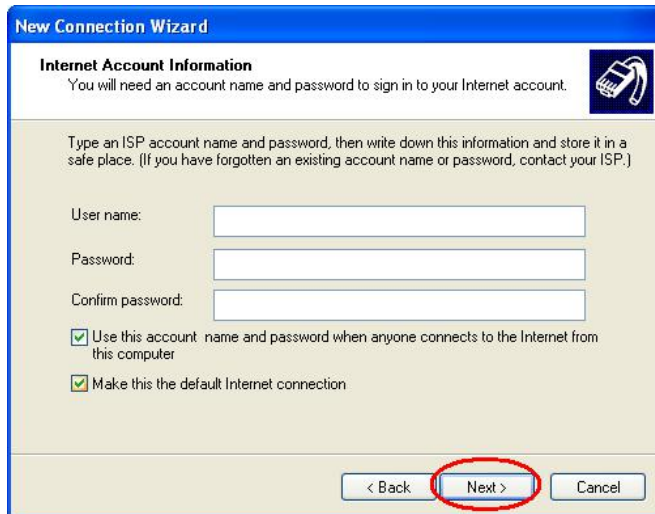 New Connection Wizard
Internet Account Information
You will need an account name and password to sign in to your Internet account.
Type an ISP account name and password, then write down this information and store it in a
safe place. (If you have forgotten an existing account name or password, contact your ISP.)
User name:
Password:
Confirm password:
Use this account name and password when anyone connects to the Internet from
this computer
Make this the default Internet connection
< Back Next > Cancel